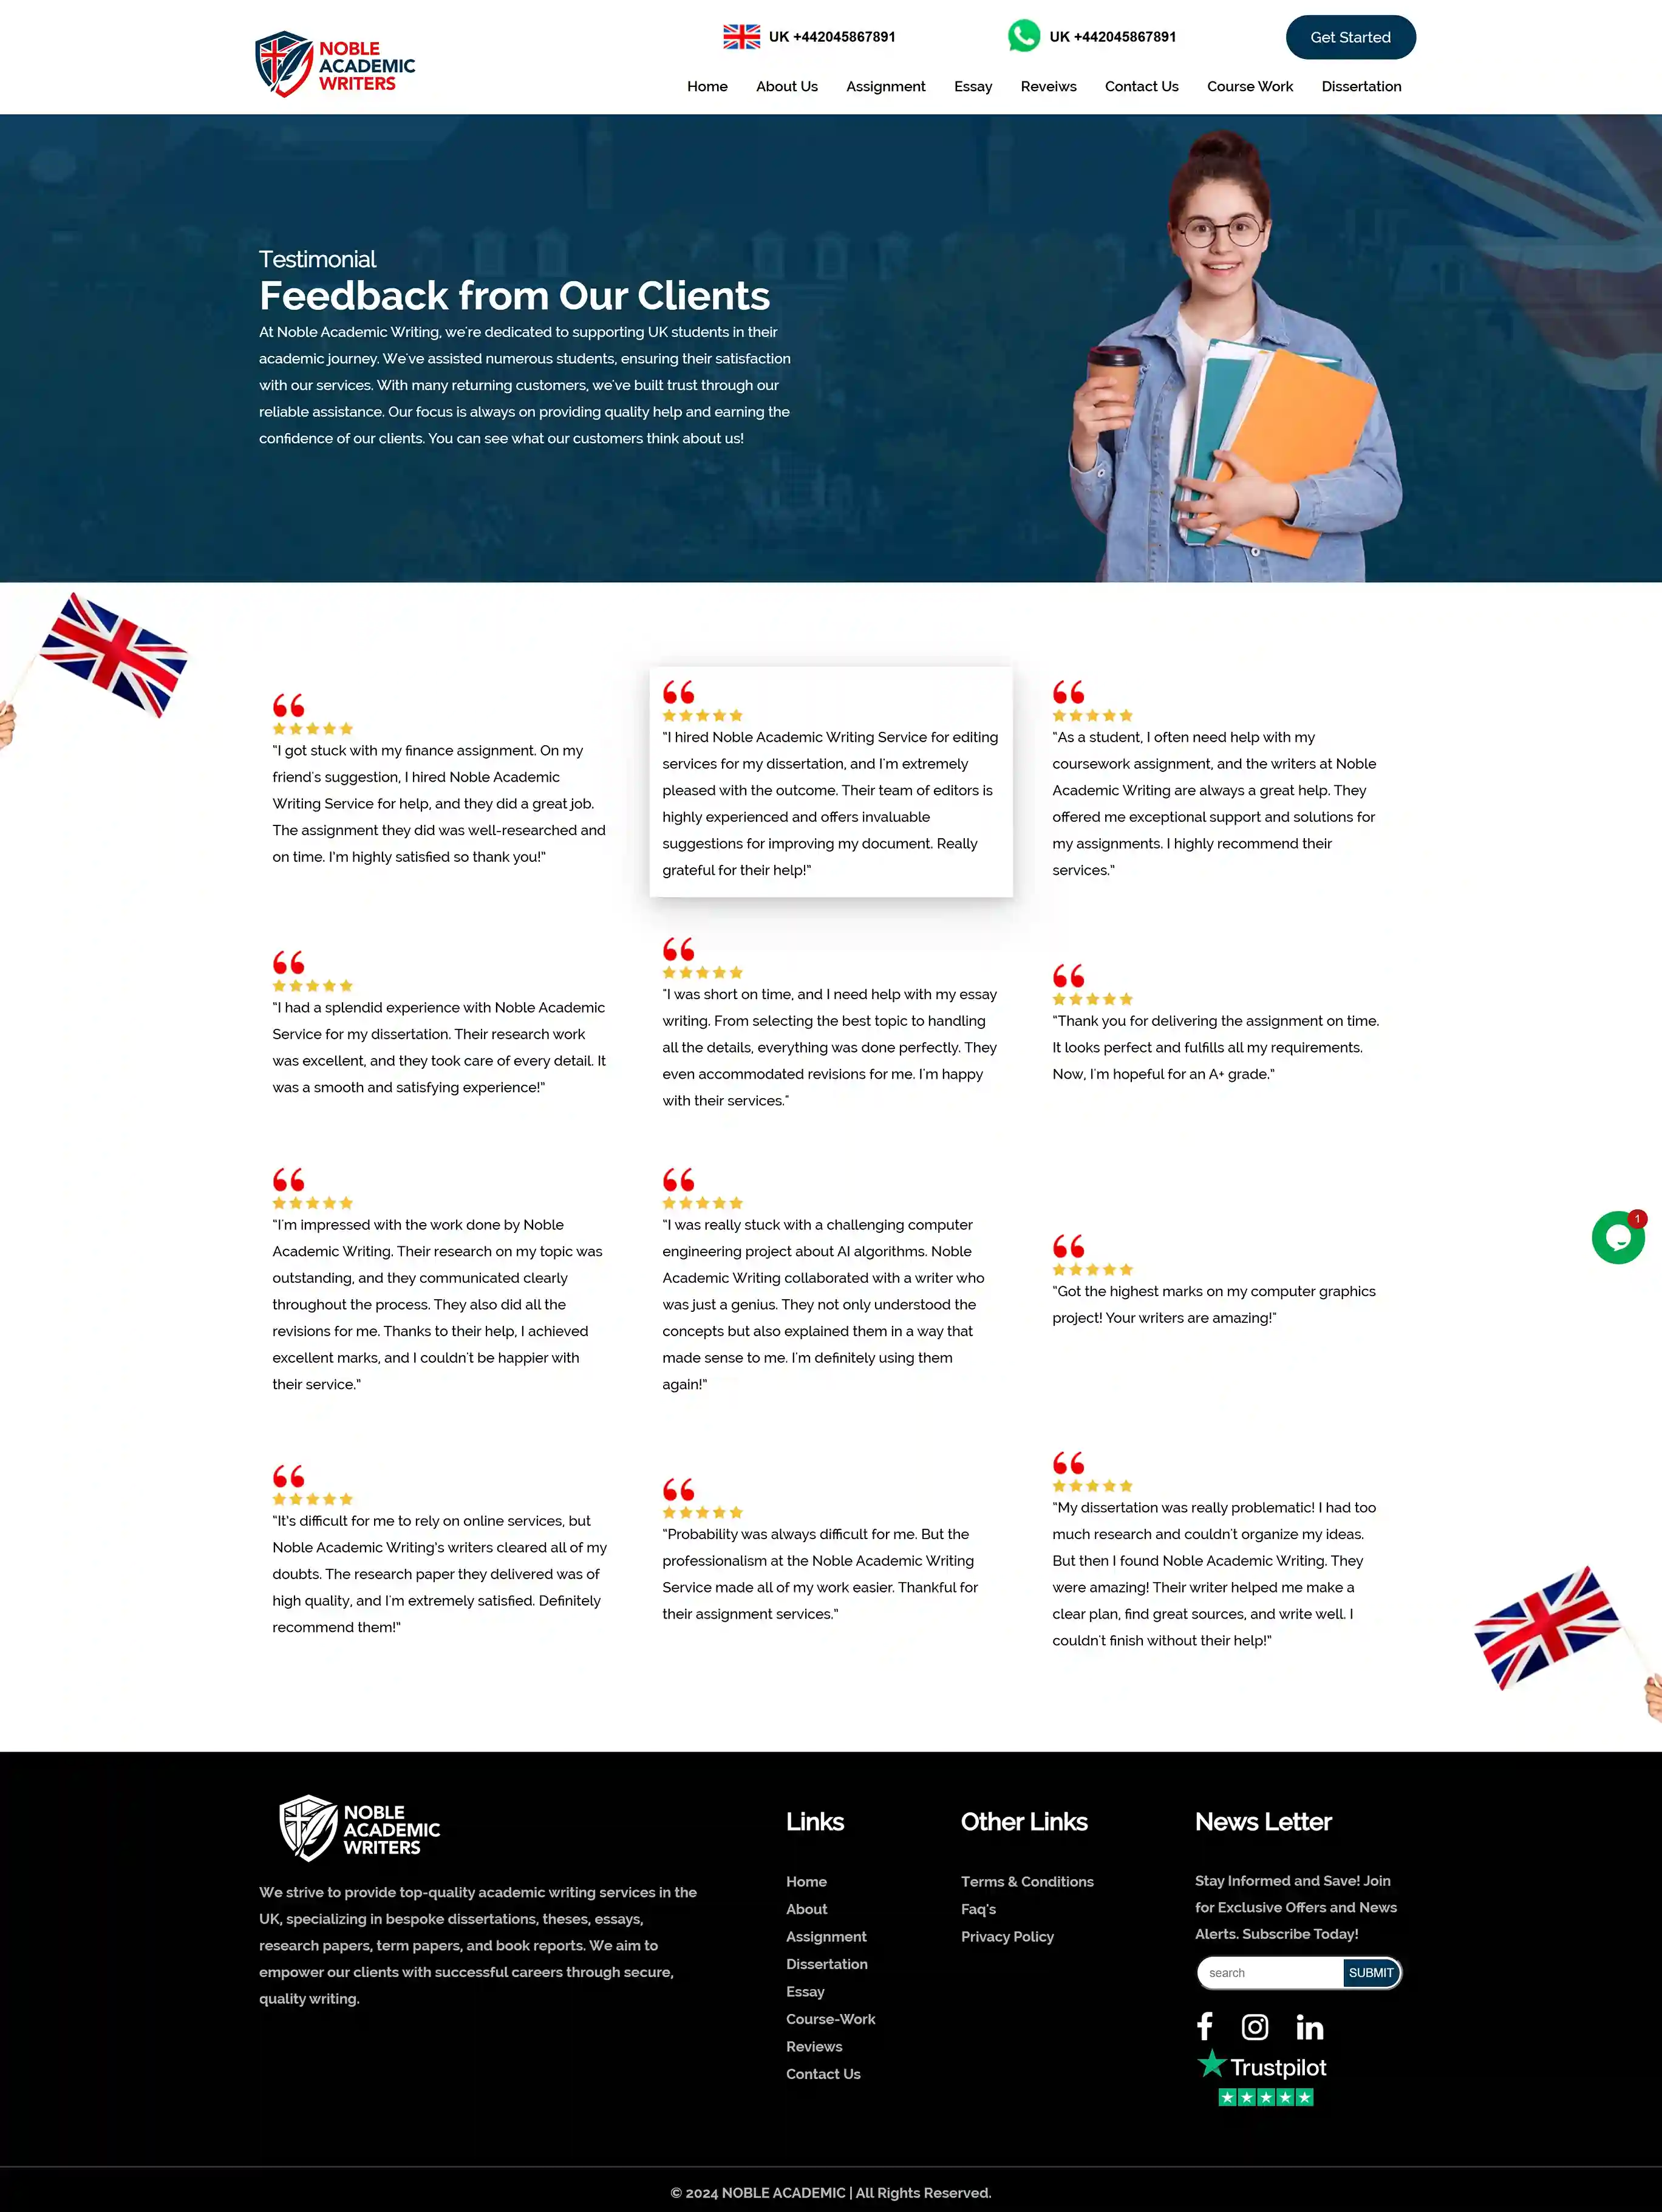 NOBLE
ACADEMIC
WRITERS
UK +442045867891
UK +442045867891
Get Started
Home
About Us
Assignment
Essay
Reveiws
Contact Us
Course Work
Dissertation
Testimonial
Feedback from Our Clients
At Noble Academic Writing, we're dedicated to supporting UK students in their
academic journey. We've assisted numerous students, ensuring their satisfaction
with our services. With many returning customers, we've built trust through our
reliable assistance. Our focus is always on providing quality help and earning the
confidence of our clients. You can see what our customers think about us!
“I got stuck with my finance assignment. On my
friend's suggestion, I hired Noble Academic
Writing Service for help, and they did a great job.
The assignment they did was well-researched and
on time. I'm highly satisfied so thank you!”
“I hired Noble Academic Writing Service for editing
services for my dissertation, and I'm extremely
pleased with the outcome. Their team of editors is
highly experienced and offers invaluable
suggestions for improving my document. Really
grateful for their help!”
“As a student, I often need help with my
coursework assignment, and the writers at Noble
Academic Writing are always a great help. They
offered me exceptional support and solutions for
my assignments. I highly recommend their
services.”
“I had a splendid experience with Noble Academic
Service for my dissertation. Their research work
was excellent, and they took care of every detail. It
was a smooth and satisfying experience!”
"I was short on time, and I need help with my essay
writing. From selecting the best topic to handling
all the details, everything was done perfectly. They
even accommodated revisions for me. I'm happy
with their services."
“Thank you for delivering the assignment on time.
It looks perfect and fulfills all my requirements.
Now, I'm hopeful for an A+ grade.”
“I'm impressed with the work done by Noble
Academic Writing. Their research on my topic was
outstanding, and they communicated clearly
throughout the process. They also did all the
revisions for me. Thanks to their help, I achieved
excellent marks, and I couldn't be happier with
their service.”
“I was really stuck with a challenging computer
engineering project about AI algorithms. Noble
Academic Writing collaborated with a writer who
was just a genius. They not only understood the
concepts but also explained them in a way that
made sense to me. I'm definitely using them
again!”
“Got the highest marks on my computer graphics
project! Your writers are amazing!”
1
“It's difficult for me to rely on online services, but
Noble Academic Writing's writers cleared all of my
doubts. The research paper they delivered was of
high quality, and I'm extremely satisfied. Definitely
recommend them!”
“Probability was always difficult for me. But the
professionalism at the Noble Academic Writing
Service made all of my work easier. Thankful for
their assignment services.”
“My dissertation was really problematic! I had too
much research and couldn't organize my ideas.
But then I found Noble Academic Writing. They
were amazing! Their writer helped me make a
clear plan, find great sources, and write well. I
couldn't finish without their help!”
NOBLE
ACADEMIC
WRITERS
We strive to provide top-quality academic writing services in the
UK, specializing in bespoke dissertations, theses, essays,
research papers, term papers, and book reports. We aim to
empower our clients with successful careers through secure,
quality writing.
Links
Home
About
Assignment
Dissertation
Essay
Course-Work
Reviews
Contact Us
Other Links
Terms & Conditions
Faq's
Privacy Policy
News Letter
Stay Informed and Save! Join
for Exclusive Offers and News
Alerts. Subscribe Today!
search
SUBMIT
Trustpilot
© 2024 NOBLE ACADEMIC | All Rights Reserved.